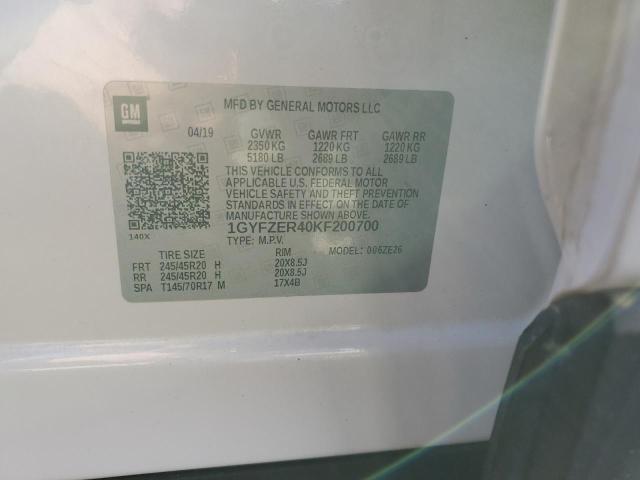 GM
MFD BY GENERAL MOTORS LLC
04/19 GVWR GAWR FRT GAWR RR
2350 KG 1220 KG 1220 KG
5180 LB 2689 LB 2689 LB
THIS VEHICLE CONFORMS TO ALL
APPLICABLE U.S. FEDERAL MOTOR
VEHICLE SAFETY AND THEFT PREVENTION
STANDARDS IN EFFECT ON THE DATE OF
MANUFACTURE SHOWN ABOVE.
140X
1GYFZER40KF200700
TYPE: M.P.V. MODEL: 006ZE26
TIRE SIZE RIM
FRT 245/45R20 H 20X8.5J
RR 245/45R20 H 20X8.5J
SPA T145/70R17 M 17X4B